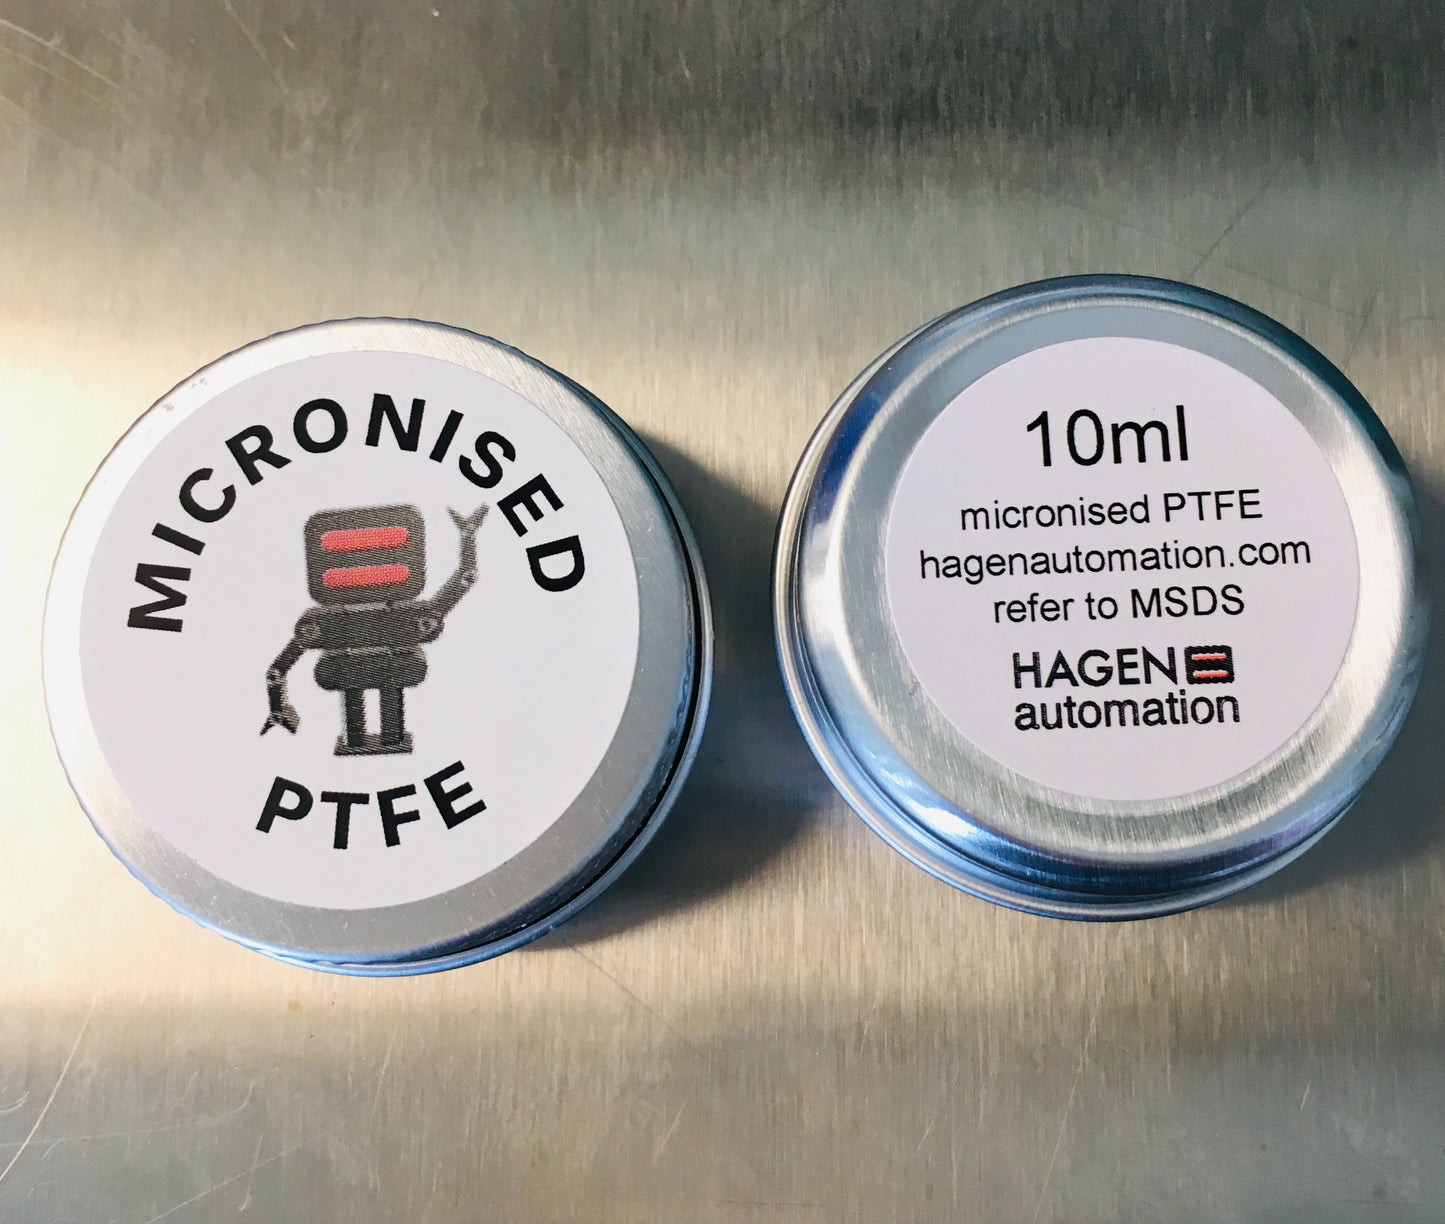 MICRONISED
PTFE
10ml
micronised PTFE
hagenautomation.com
refer to MSDS
HAGEN
automation